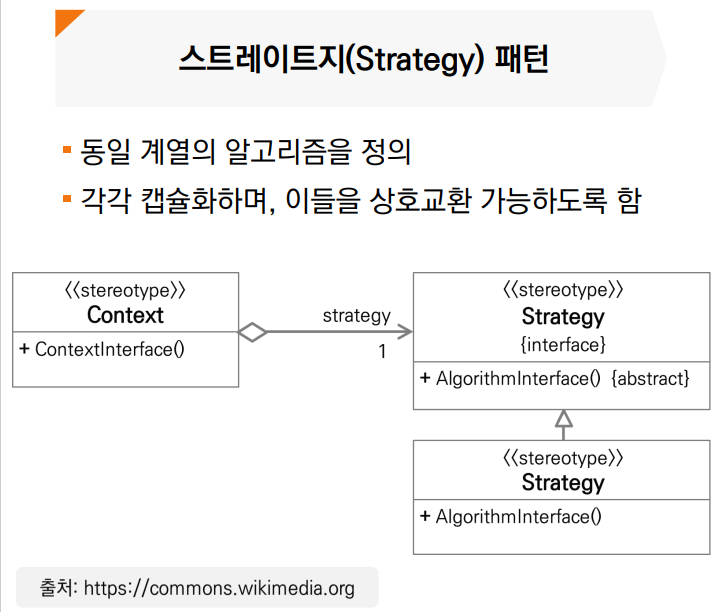 스트레이트지(Strategy) 패턴
동일 계열의 알고리즘을 정의
각각 캡슐화하며, 이들을 상호교환 가능하도록 함
《stereotype》
Context
+ ContextInterface()
strategy
1
《stereotype》
Strategy
{interface}
+ AlgorithmInterface() {abstract}
《stereotype》
Strategy
+ AlgorithmInterface()
출처: https://commons.wikimedia.org